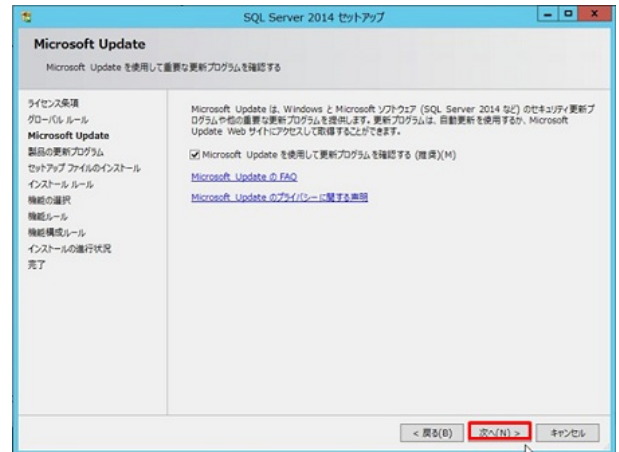 SQL Server 2014 セットアップ
Microsoft Update
Microsoft Update を使用して重要な更新プログラムを確認する
ライセンス条項
グローバル ルール
Microsoft Update
製品の更新プログラム
セットアップ ファイルのインストール
インストール ルール
機能の選択
機能ルール
機能構成ルール
インストールの進行状況
完了
Microsoft Update は、Windows と Microsoft ソフトウェア (SQL Server 2014 など) のセキュリティ更新プ
ログラムや他の重要な更新プログラムを提供します。更新プログラムは、自動更新を使用するか、Microsoft
Update Web サイトにアクセスして取得することができます。
Microsoft Update を使用して更新プログラムを確認する (推奨)(M)
Microsoft Update の FAQ
Microsoft Update のプライバシーに関する声明
< 戻る(B)
次へ(N) >
キャンセル